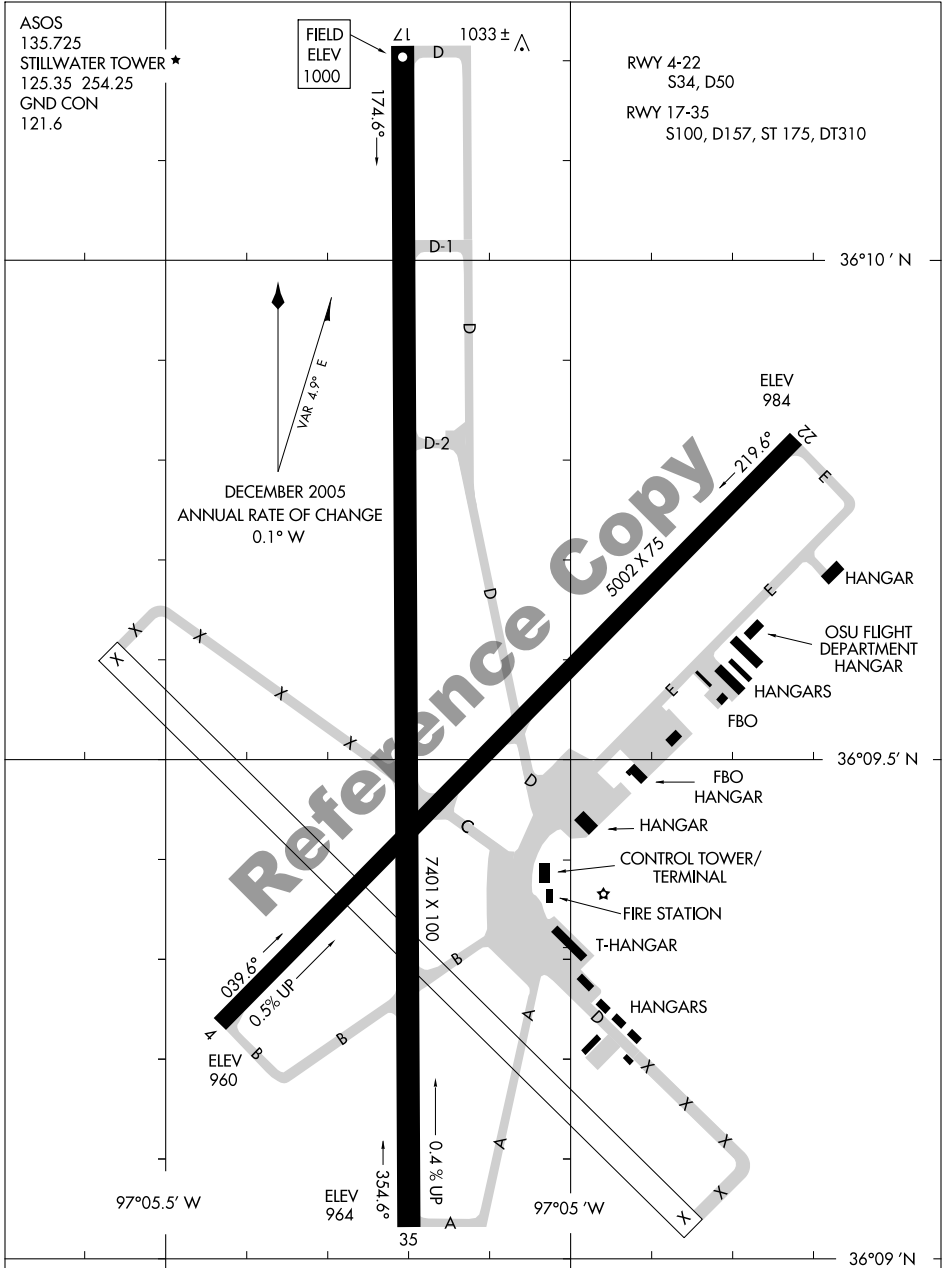 ASOS
135.725
STILLWATER TOWER ★
125.35 254.25
GND CON
121.6
FIELD
ELEV
1000
17
1033 ±
D
RWY 4-22
S34, D50
RWY 17-35
S100, D157, ST 175, DT310
174.6°
D-1
36°10 ' N
D
VAR 4.9° E
DECEMBER 2005
ANNUAL RATE OF CHANGE
0.1° W
D-2
ELEV
984
22
219.6°
E
5002 X 75
HANGAR
E
D
OSU FLIGHT
DEPARTMENT
HANGAR
HANGARS
E
FBO
X
X
X
X
X
36°09.5' N
D
FBO
HANGAR
C
HANGAR
CONTROL TOWER/
TERMINAL
FIRE STATION
7401 X 100
T-HANGAR
B
039.6°
0.5% UP
HANGARS
D
A
4
B
B
ELEV
960
X
X
X
X
A
0.4 % UP
354.6°
97°05.5' W
ELEV
964
97°05 'W
A
X
35
36°09' N
Reference Copy